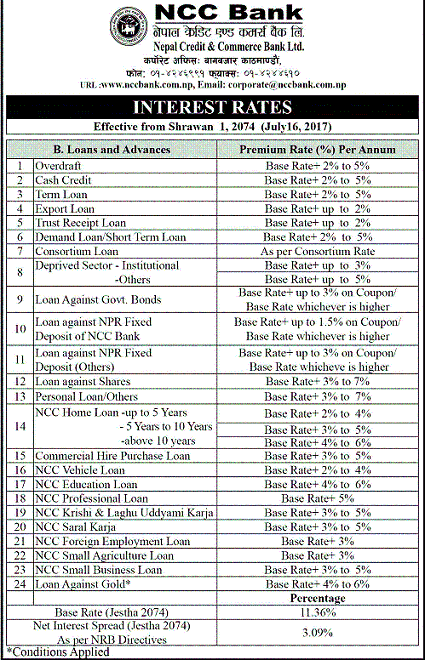 NCC Bank
नेपाल क्रेडिट एण्ड कमर्स बैंक लि.
Nepal Credit & Commerce Bank Ltd.
कर्पोरेट अफिसः बागबजार काठमाण्डौं,
फोनः ०१-४२४६९९१ फ्याक्सः ०१-४२४४६१०
URL :www.nccbank.com.np, Email: corporate@nccbank.com.np
INTEREST RATES
Effective from Shrawan 1, 2074 (July16, 2017)
B. Loans and Advances Premium Rate (%) Per Annum
1 Overdraft Base Rate+ 2% to 5%
2 Cash Credit Base Rate+ 2% to 5%
3 Term Loan Base Rate+ 2% to 5%
4 Export Loan Base Rate+ up to 2%
5 Trust Receipt Loan Base Rate+ up to 2%
6 Demand Loan/Short Term Loan Base Rate+ 2% to 5%
7 Consortium Loan As per Consortium Rate
8 Deprived Sector - Institutional Base Rate+ up to 3%
-Others Base Rate+ up to 5%
9 Loan Against Govt. Bonds Base Rate+ up to 3% on Coupon/
Base Rate whichever is higher
10 Loan against NPR Fixed Base Rate+ up to 1.5% on Coupon/
Deposit of NCC Bank Base Rate whichever is higher
11 Loan against NPR Fixed Base Rate+ up to 3% on Coupon/
Deposit (Others) Base Rate whicheve is higher
12 Loan against Shares Base Rate+ 3% to 7%
13 Personal Loan/Others Base Rate+ 3% to 7%
14 NCC Home Loan -up to 5 Years Base Rate+ 2% to 4%
- 5 Years to 10 Years Base Rate+ 3% to 5%
-above 10 years Base Rate+ 4% to 6%
15 Commercial Hire Purchase Loan Base Rate+ 3% to 5%
16 NCC Vehicle Loan Base Rate+ 2% to 4%
17 NCC Education Loan Base Rate+ 4% to 6%
18 NCC Professional Loan Base Rate+ 5%
19 NCC Krishi & Laghu Uddyami Karja Base Rate+ 3% to 5%
20 NCC Saral Karja Base Rate+ 3% to 5%
21 NCC Foreign Employment Loan Base Rate+ 3%
22 NCC Small Agriculture Loan Base Rate+ 3%
23 NCC Small Business Loan Base Rate+ 3% to 5%
24 Loan Against Gold* Base Rate+ 4% to 6%
Percentage
Base Rate (Jestha 2074) 11.36%
Net Interest Spread (Jestha 2074) 3.09%
As per NRB Directives
*Conditions Applied